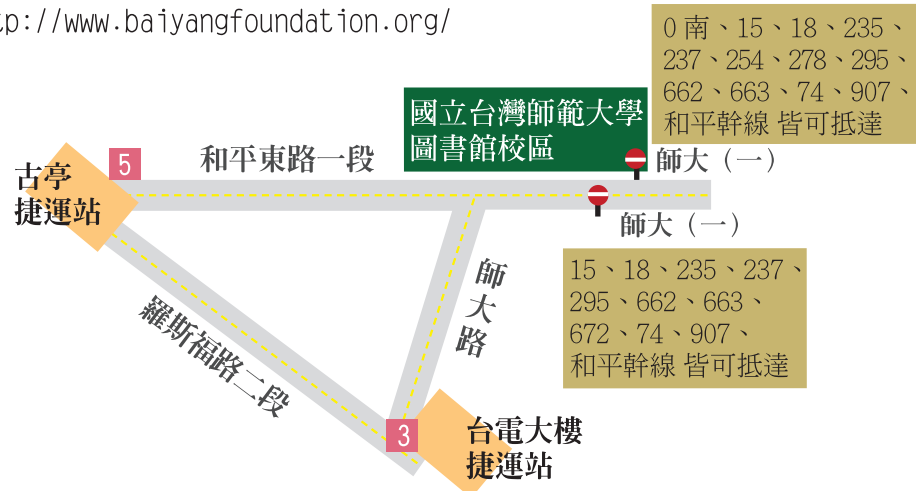 tp://www.baiyangfoundation.org/
0 南、15、18、235、
237、254、278、295、
662、663、74、907、
和平幹線 皆可抵達
國立台灣師範大學
圖書館校區
5
和平東路一段
師大（一）
古亭
捷運站
師大（一）
15、18、235、237、
295、662、663、
672、74、907、
和平幹線 皆可抵達
師大路
羅斯福路二段
3
台電大樓
捷運站